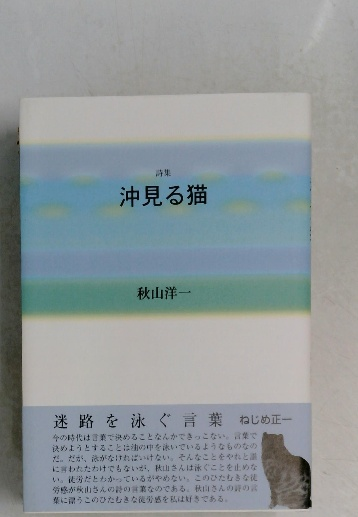 詩集
沖見る猫
秋山洋一
迷路を泳ぐ言葉 ねじめ正一
今の時代は言葉で決めることなんかできっこない。言葉で
決めようとすることは油の中を泳いでいるようなものなの
だ。だが、泳がなければいけない。そんなことをやれと誰
に言われたわけでもないが、秋山さんは泳ぐことを止めな
い。徒労だとわかっているがやめない。このひたむきな徒
労感が秋山さんの詩の言葉なのである。秋山さんの詩の言
葉に漂うこのひたむきな徒労感を私は好きである。